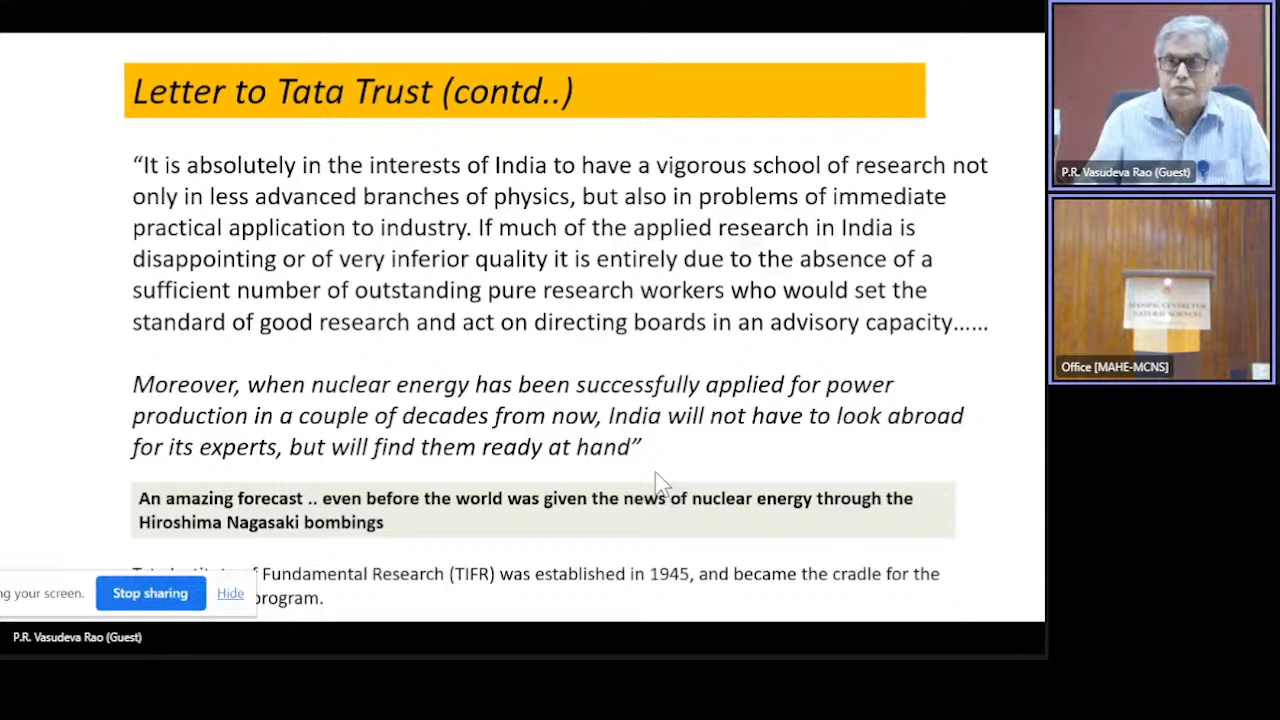 Letter to Tata Trust (contd..)
“It is absolutely in the interests of India to have a vigorous school of research not
only in less advanced branches of physics, but also in problems of immediate
practical application to industry. If much of the applied research in India is
disappointing or of very inferior quality it is entirely due to the absence of a
sufficient number of outstanding pure research workers who would set the
standard of good research and act on directing boards in an advisory capacity……
Moreover, when nuclear energy has been successfully applied for power
production in a couple of decades from now, India will not have to look abroad
for its experts, but will find them ready at hand”
An amazing forecast .. even before the world was given the news of nuclear energy through the
Hiroshima Nagasaki bombings
Fundamental Research (TIFR) was established in 1945, and became the cradle for the
program.
ng your screen.
Stop sharing
Hide
P.R. Vasudeva Rao (Guest)
P.R. Vasudeva Rao (Guest)
MANIPAL CENTRE FOR
NATURAL SCIENCES
Office [MAHE-MCNS]